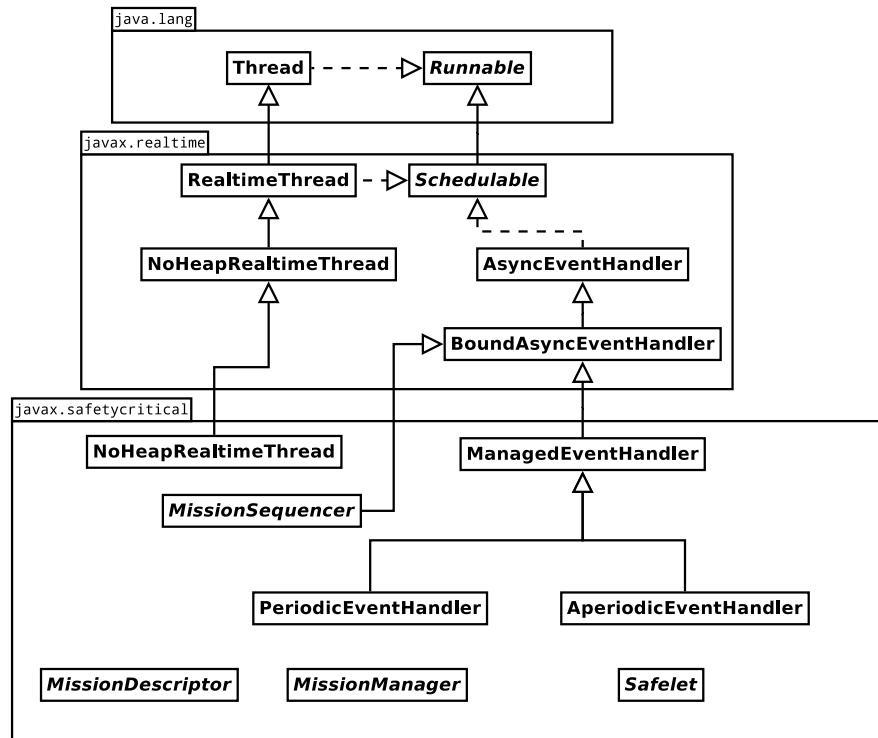 java.lang
Thread
Runnable
javax.realtime
RealtimeThread
Schedulable
NoHeapRealtimeThread
AsyncEventHandler
BoundAsyncEventHandler
javax.safetycritical
NoHeapRealtimeThread
ManagedEventHandler
MissionSequencer
PeriodicEventHandler
AperiodicEventHandler
MissionDescriptor
MissionManager
Safelet